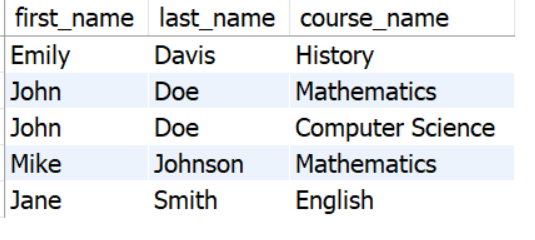 first_name last_name course_name
Emily Davis History
John Doe Mathematics
John Doe Computer Science
Mike Johnson Mathematics
Jane Smith English